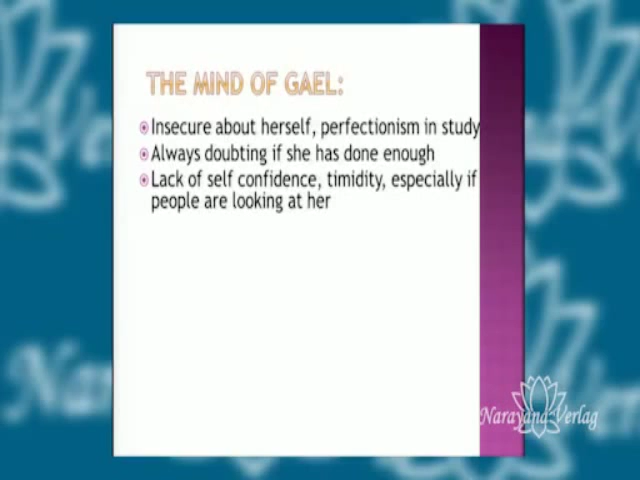 THE MIND OF GAEL:
Insecure about herself, perfectionism in study
Always doubting if she has done enough
Lack of self confidence, timidity, especially if
people are looking at her
Narayana Verlag